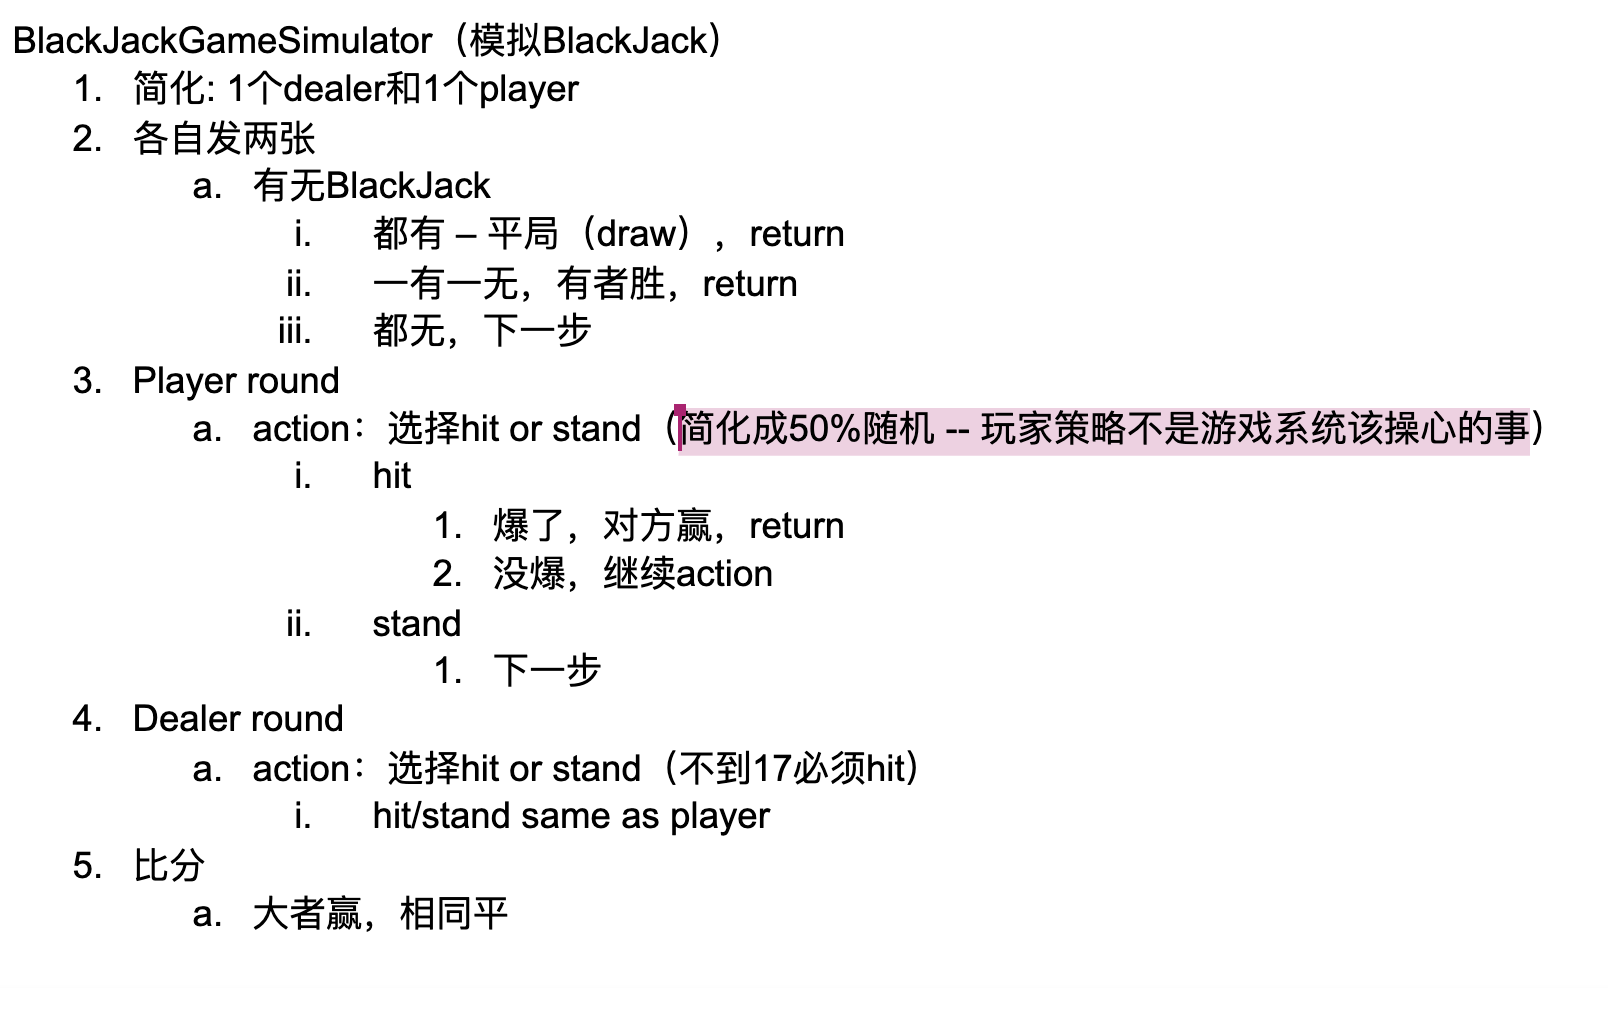 BlackJackGameSimulator（模拟BlackJack）
1. 简化: 1个dealer和1个player
2. 各自发两张
a. 有无BlackJack
i. 都有 – 平局（draw），return
ii. 一有一无，有者胜，return
iii. 都无，下一步
3. Player round
a. action：选择hit or stand（简化成50%随机 -- 玩家策略不是游戏系统该操心的事）
i. hit
1. 爆了，对方赢，return
2. 没爆，继续action
ii. stand
1. 下一步
4. Dealer round
a. action：选择hit or stand（不到17必须hit）
i. hit/stand same as player
5. 比分
a. 大者赢，相同平